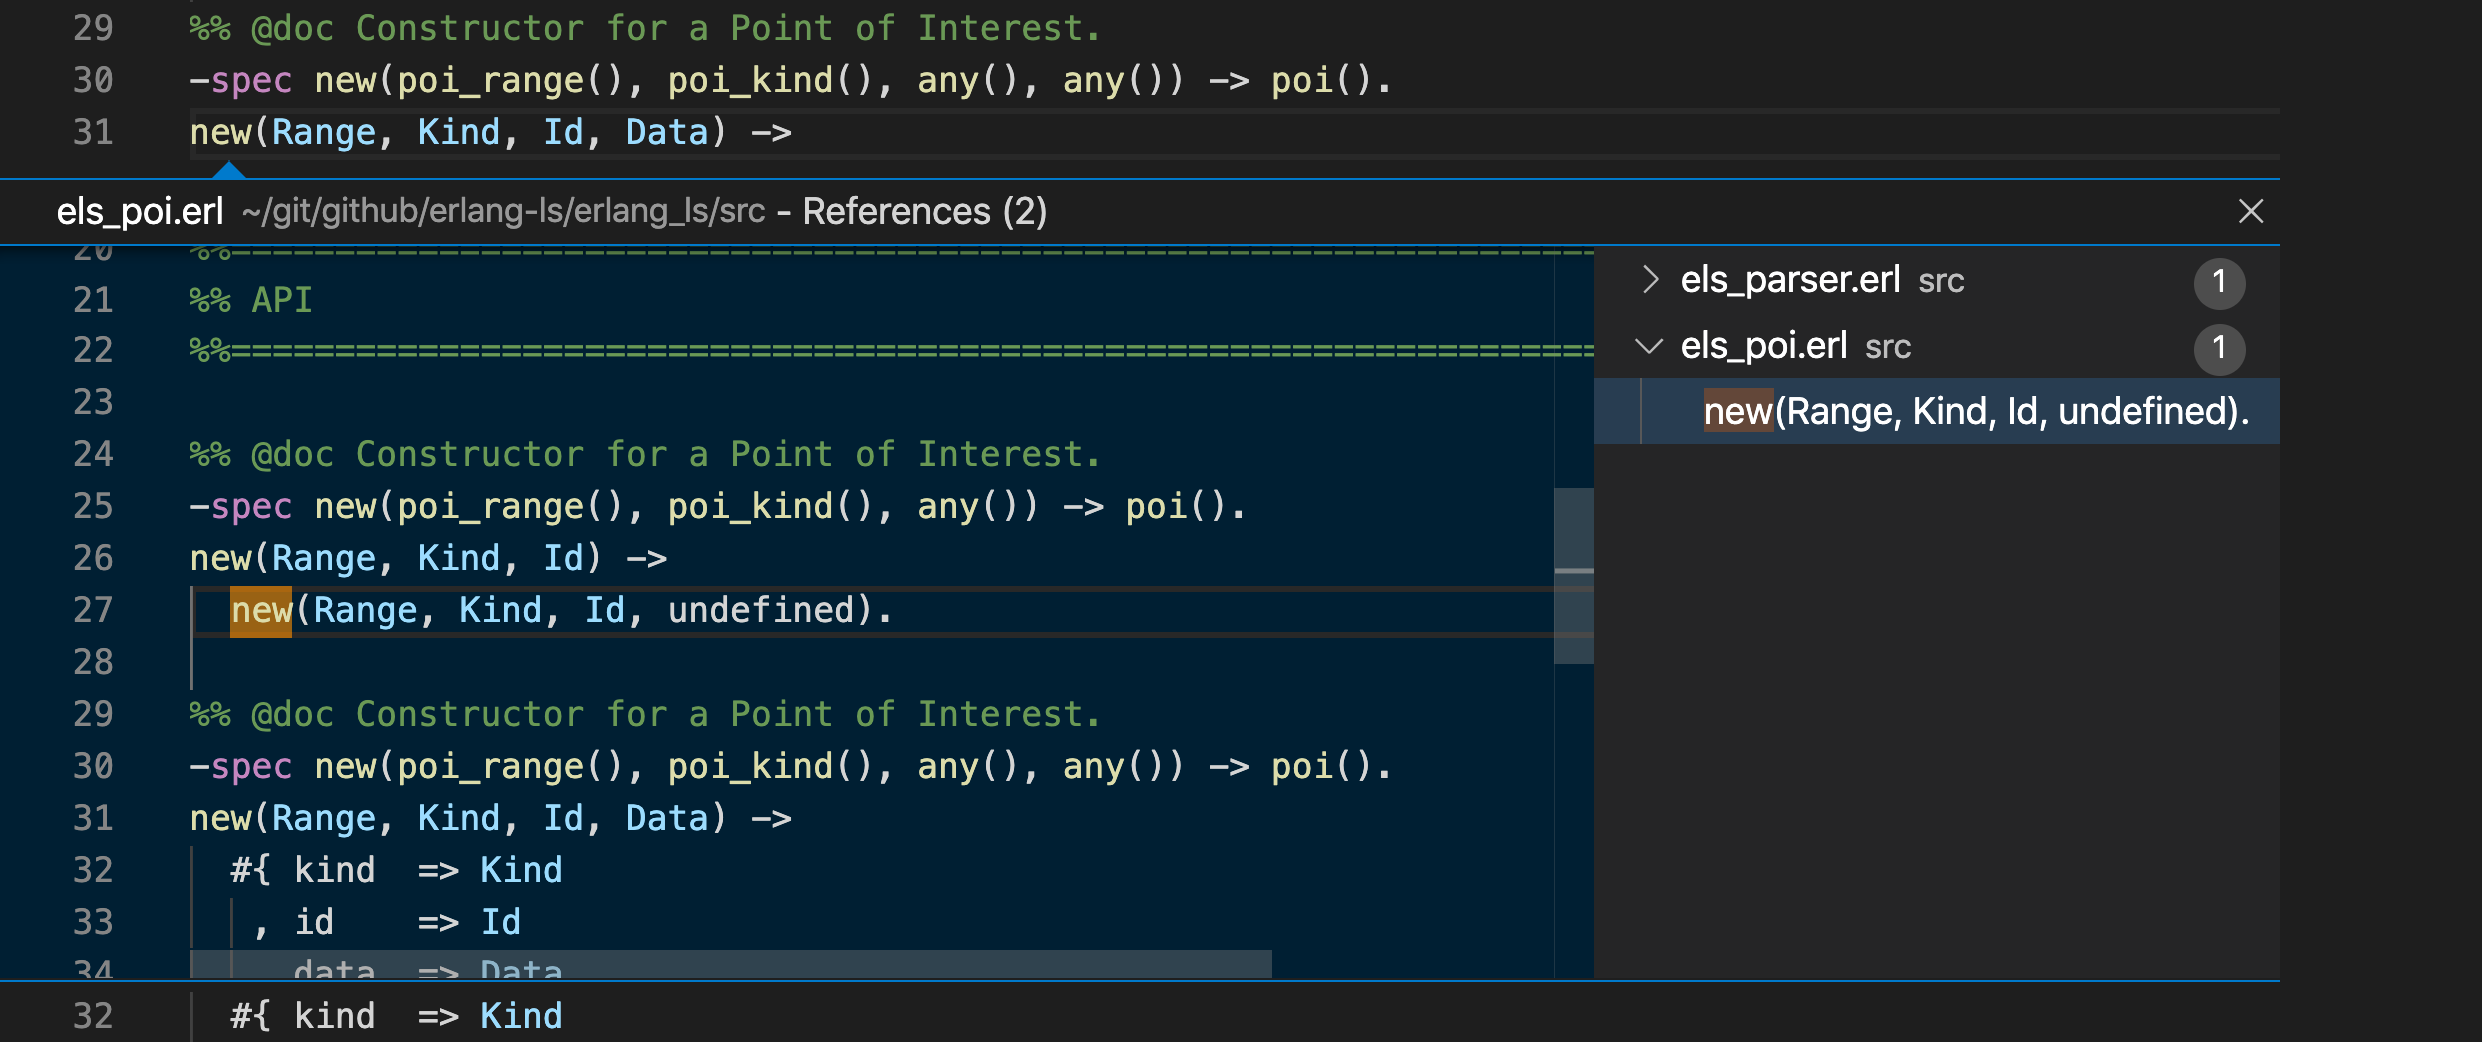 29 %% @doc Constructor for a Point of Interest.
30 -spec new(poi_range(), poi_kind(), any(), any()) -> poi().
31 new(Range, Kind, Id, Data) ->
els_poi.erl ~/git/github/erlang-ls/erlang_ls/src - References (2)
20 %%==================================================================
21 %% API
22 %%==================================================================
23
24 %% @doc Constructor for a Point of Interest.
25 -spec new(poi_range(), poi_kind(), any()) -> poi().
26 new(Range, Kind, Id) ->
27 new(Range, Kind, Id, undefined).
28
29 %% @doc Constructor for a Point of Interest.
30 -spec new(poi_range(), poi_kind(), any(), any()) -> poi().
31 new(Range, Kind, Id, Data) ->
32 #{ kind => Kind
33 , id => Id
34 data => Data
els_parser.erl src 1
els_poi.erl src 1
new(Range, Kind, Id, undefined).
32 #{ kind => Kind